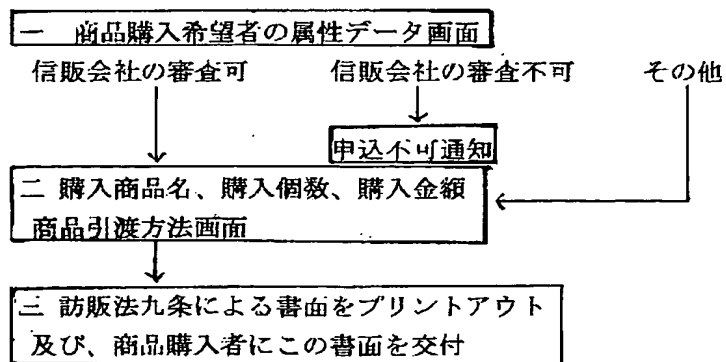 一 商品購入希望者の属性データ画面
信販会社の審査可 信販会社の審査不可 その他
申込不可通知
二 購入商品名、購入個数、購入金額
商品引渡方法画面
三 訪販法九条による書面をプリントアウト
及び、商品購入者にこの書面を交付